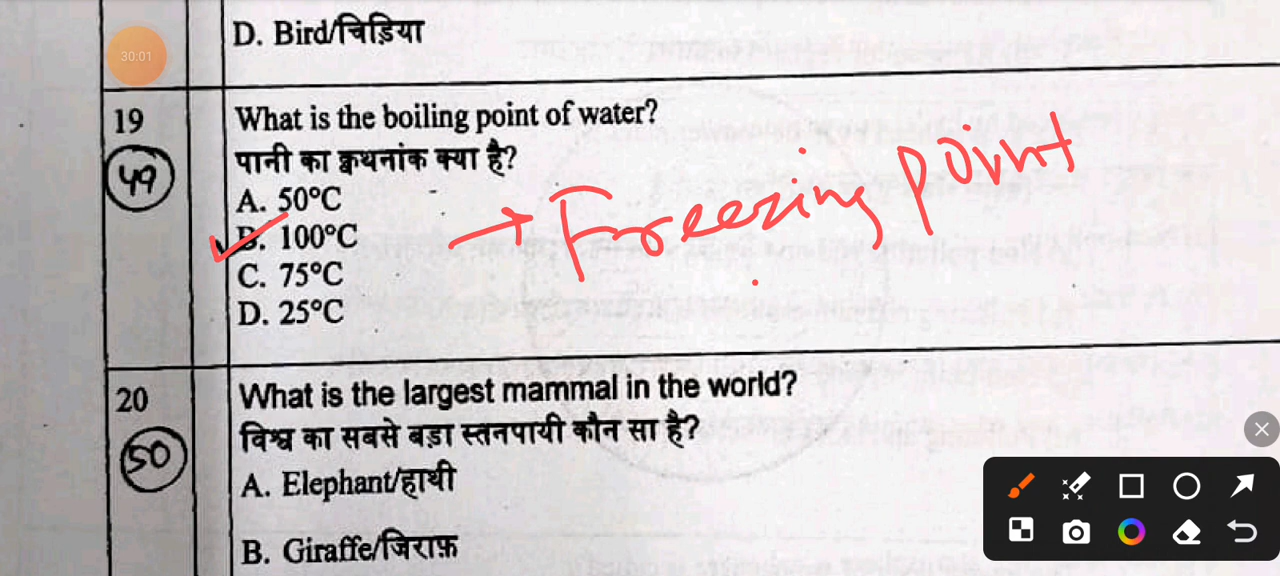 D. Bird/चिड़िया
30:01
19
What is the boiling point of water?
49
पानी का क्वथनांक क्या है?
A. 50°C
B. 100°C
→ Freezing point
C. 75°C
D. 25°C
20
What is the largest mammal in the world?
50
विश्व का सबसे बड़ा स्तनपायी कौन सा है?
A. Elephant/हाथी
B. Giraffe/जिराफ़